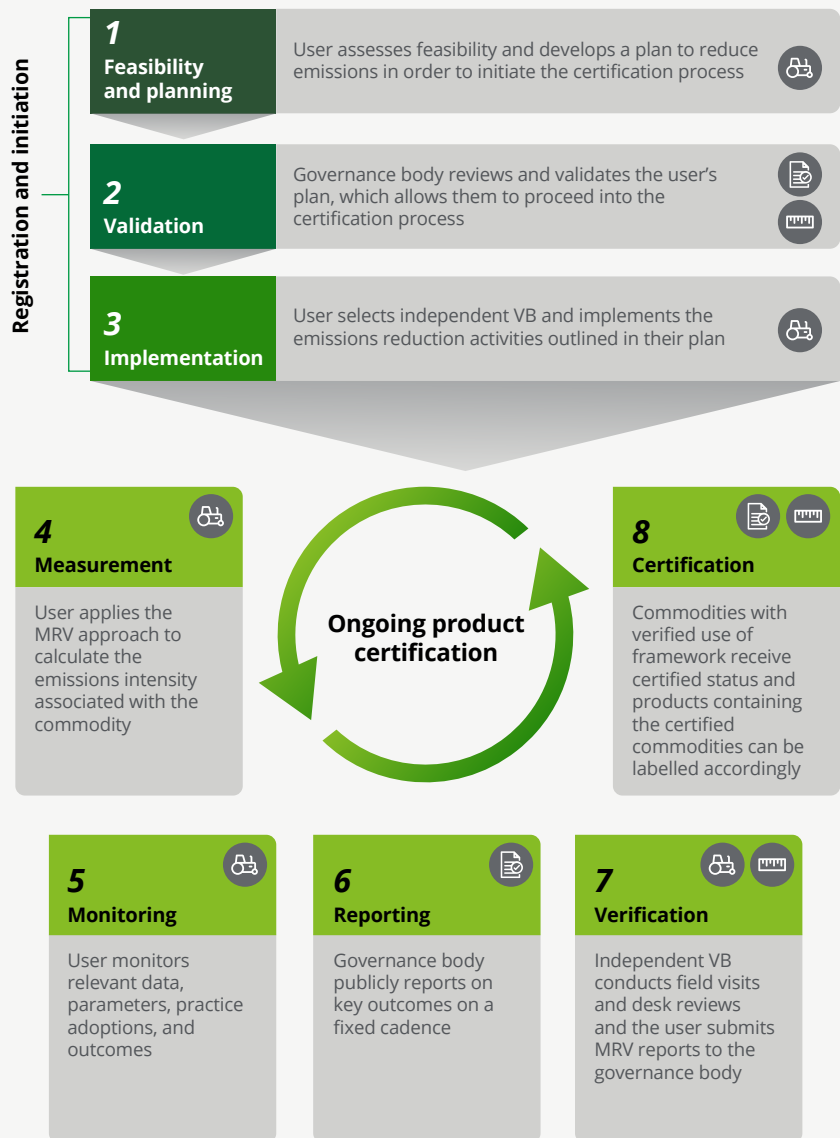 Registration and initiation
1
Feasibility
and planning
User assesses feasibility and develops a plan to reduce
emissions in order to initiate the certification process
2
Validation
Governance body reviews and validates the user’s
plan, which allows them to proceed into the
certification process
3
Implementation
User selects independent VB and implements the
emissions reduction activities outlined in their plan
4
Measurement
User applies the
MRV approach to
calculate the
emissions intensity
associated with the
commodity
Ongoing product
certification
8
Certification
Commodities with
verified use of
framework receive
certified status and
products containing
the certified
commodities can be
labelled accordingly
5
Monitoring
User monitors
relevant data,
parameters, practice
adoptions, and
outcomes
6
Reporting
Governance body
publicly reports on
key outcomes on a
fixed cadence
7
Verification
Independent VB
conducts field visits
and desk reviews
and the user submits
MRV reports to the
governance body